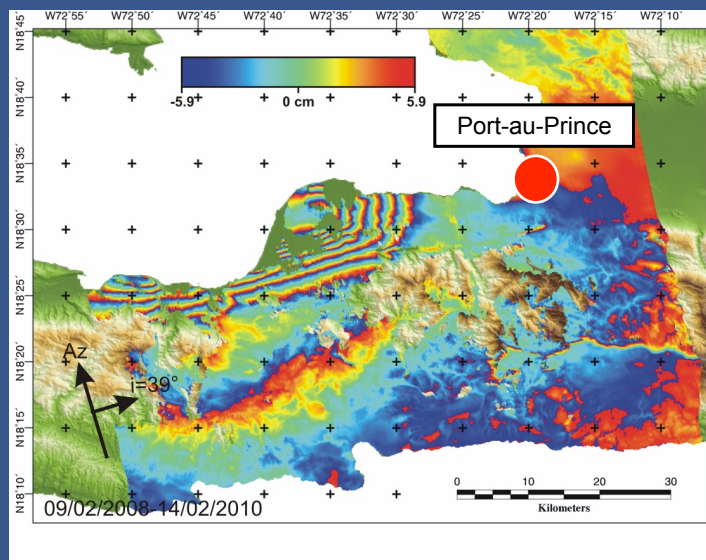 W72˚55´ W72˚50´ W72˚45´ W72˚40´ W72˚35´ W72˚30´ W72˚25´ W72˚20´ W72˚15´ W72˚10´
N18˚45´
N18˚40´
N18˚35´
N18˚30´
N18˚25´
N18˚20´
N18˚15´
N18˚10´
-5.9 0 cm 5.9
Port-au-Prince
Az
i=39°
09/02/2008-14/02/2010
0 10 20 30
Kilometers